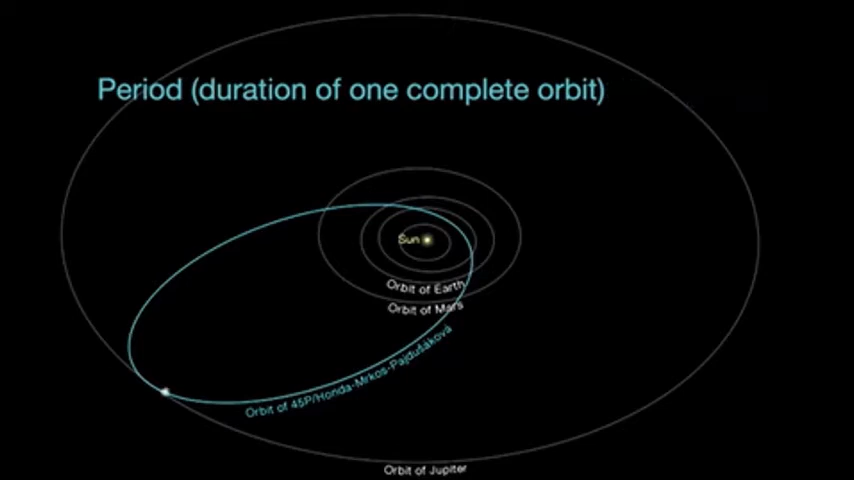 Period (duration of one complete orbit)
Sun
Orbit of Earth
Orbit of Mars
Orbit of 45P/Honda-Mrkos-Pajdušáková
Orbit of Jupiter